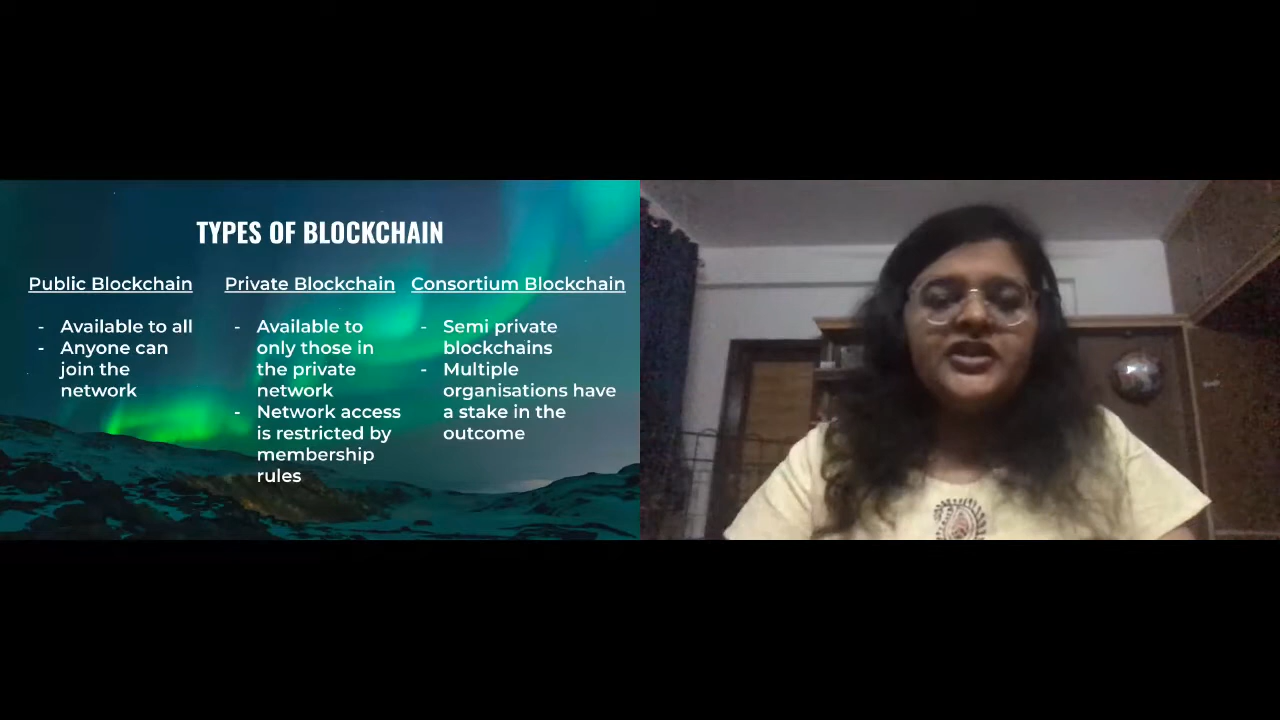 TYPES OF BLOCKCHAIN
Public Blockchain
- Available to all
- Anyone can
join the
network
Private Blockchain
- Available to
only those in
the private
network
- Network access
is restricted by
membership
rules
Consortium Blockchain
- Semi private
blockchains
- Multiple
organisations have
a stake in the
outcome